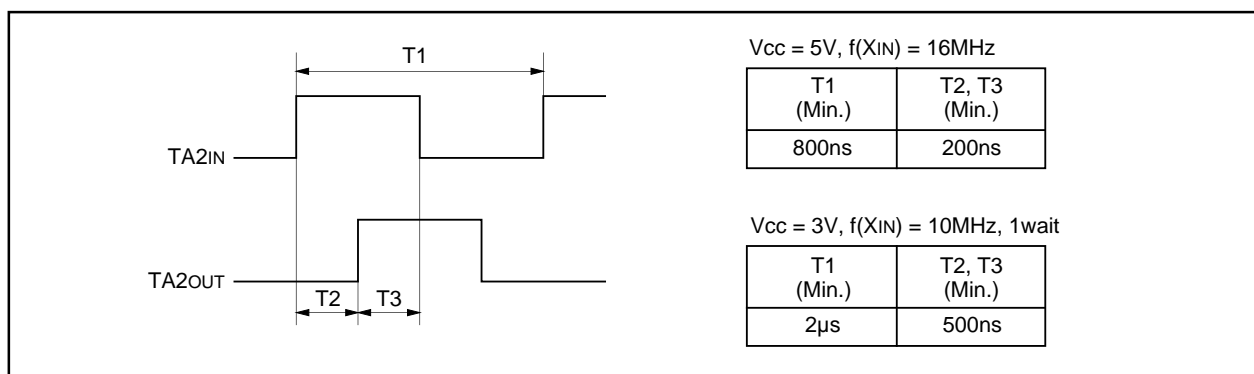 T1
TA2IN
TA2OUT
T2
T3
Vcc = 5V, f(XIN) = 16MHz
T1
(Min.)
T2, T3
(Min.)
800ns
200ns
Vcc = 3V, f(XIN) = 10MHz, 1wait
T1
(Min.)
T2, T3
(Min.)
2µs
500ns